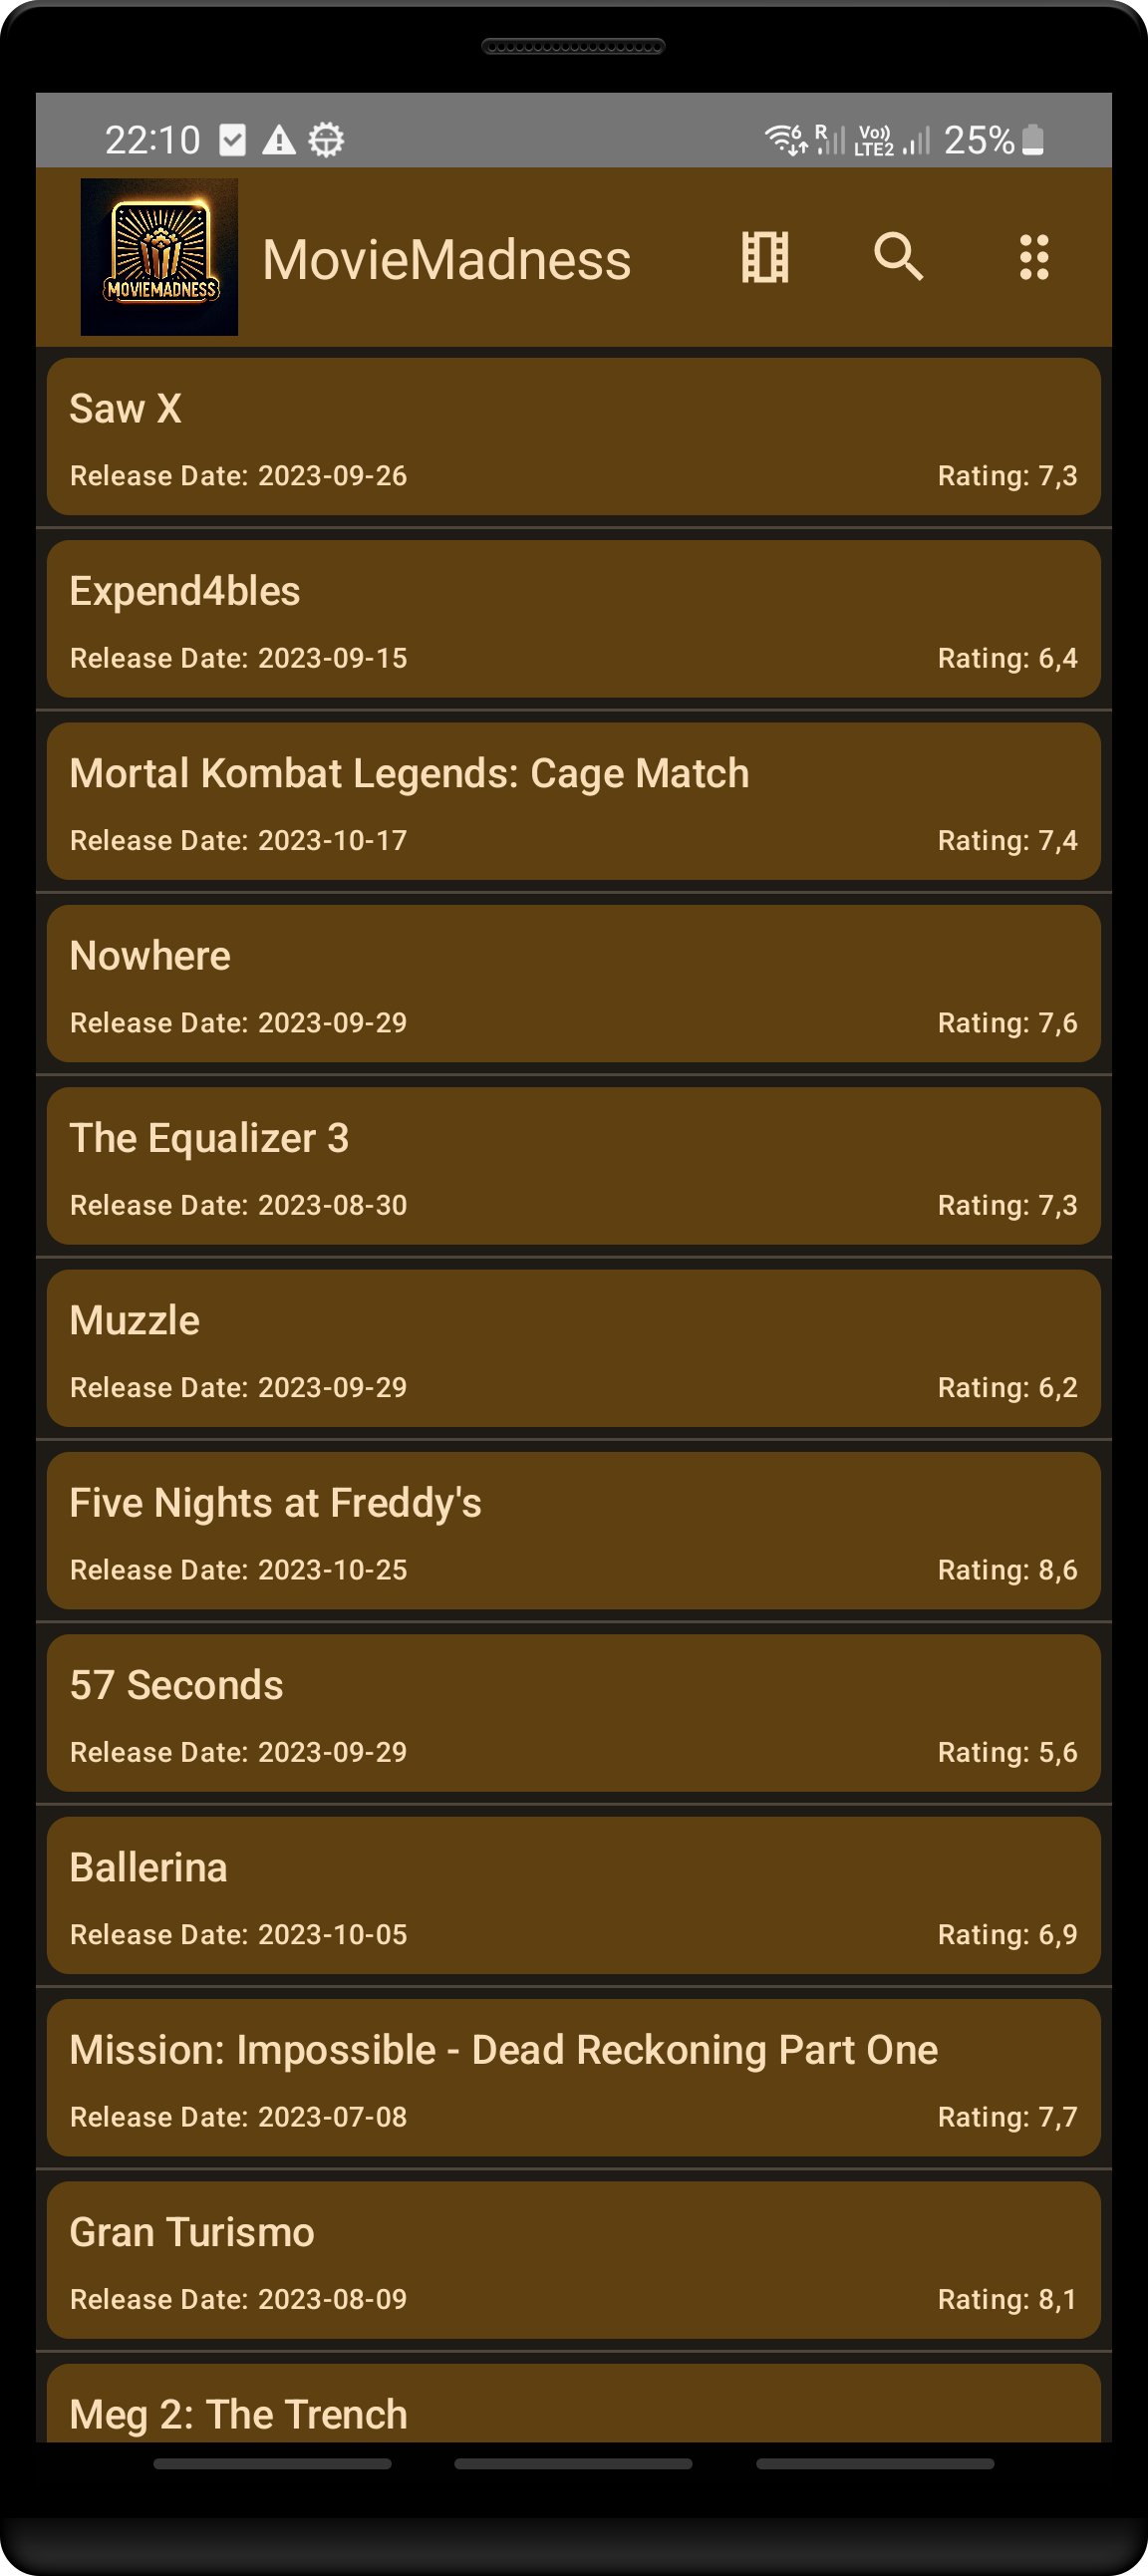 22:10
6 R Vo)) LTE2 25%
MOVIEMADNESS
MovieMadness
Saw X
Release Date: 2023-09-26 Rating: 7,3
Expend4bles
Release Date: 2023-09-15 Rating: 6,4
Mortal Kombat Legends: Cage Match
Release Date: 2023-10-17 Rating: 7,4
Nowhere
Release Date: 2023-09-29 Rating: 7,6
The Equalizer 3
Release Date: 2023-08-30 Rating: 7,3
Muzzle
Release Date: 2023-09-29 Rating: 6,2
Five Nights at Freddy's
Release Date: 2023-10-25 Rating: 8,6
57 Seconds
Release Date: 2023-09-29 Rating: 5,6
Ballerina
Release Date: 2023-10-05 Rating: 6,9
Mission: Impossible - Dead Reckoning Part One
Release Date: 2023-07-08 Rating: 7,7
Gran Turismo
Release Date: 2023-08-09 Rating: 8,1
Meg 2: The Trench